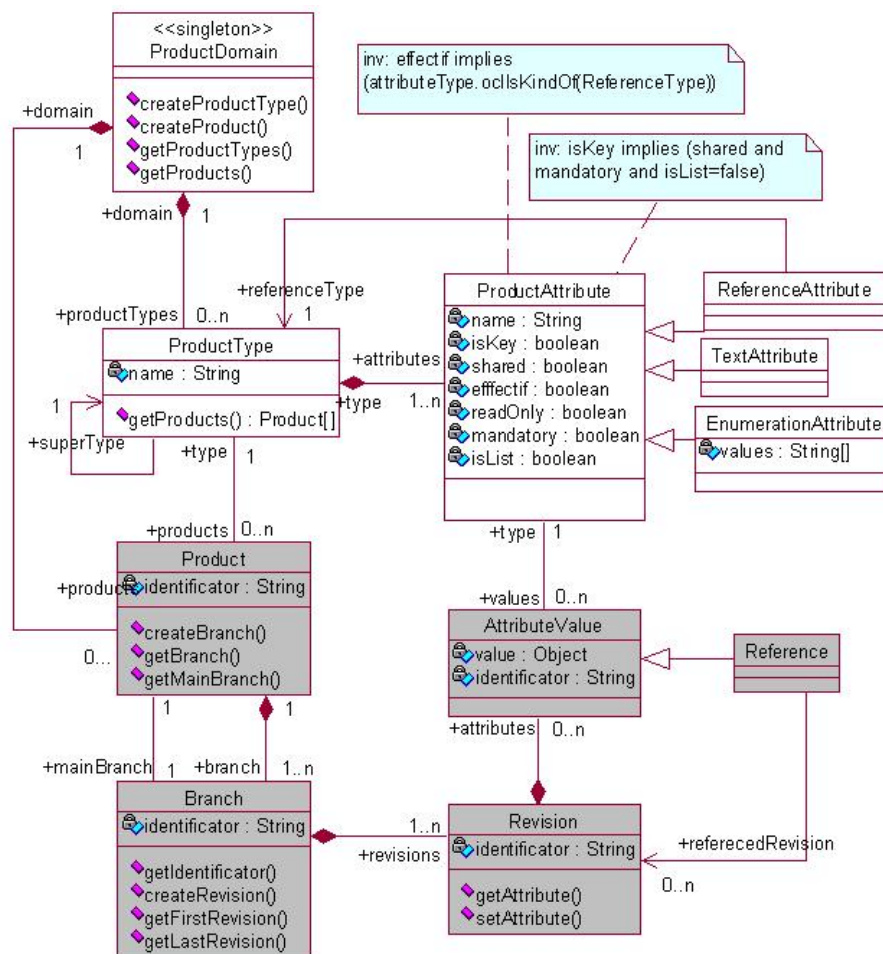 <<singleton>>
ProductDomain
createProductType()
createProduct()
getProductTypes()
getProducts()
+domain
1
+domain
1
inv: effectif implies
(attributeType.oclIsKindOf(ReferenceType))
inv: isKey implies (shared and
mandatory and isList=false)
+productTypes
0..n
+referenceType
1
ProductType
name : String
getProducts() : Product[]
1
+superType
+type
1
+attributes
+type
1..n
ProductAttribute
name : String
isKey : boolean
shared : boolean
efffectif : boolean
readOnly : boolean
mandatory : boolean
isList : boolean
ReferenceAttribute
TextAttribute
EnumerationAttribute
values : String[]
+products
0..n
+type
1
Product
identificator : String
createBranch()
getBranch()
getMainBranch()
+products
0...
+values
0..n
AttributeValue
value : Object
identificator : String
Reference
1
1
+mainBranch
1
+branch
1..n
+attributes
0..n
Branch
identificator : String
getIdentificator()
createRevision()
getFirstRevision()
getLastRevision()
1..n
+revisions
Revision
identificator : String
getAttribute()
setAttribute()
+referecedRevision
0..n